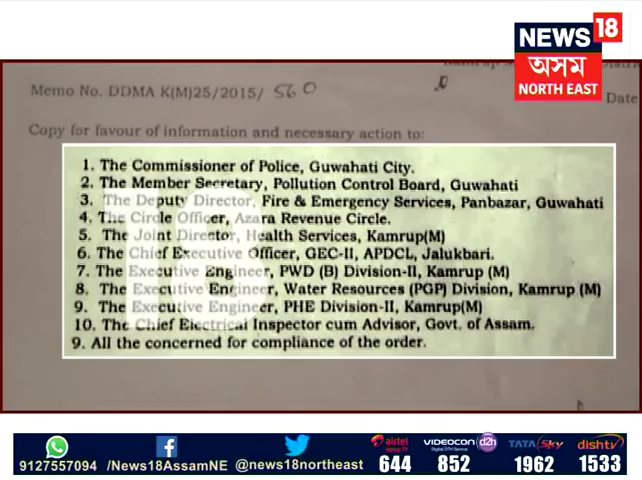 NEWS 18
অসম
NORTH EAST
Memo No. DDMA K(M)25/2015/ 560
Date
Copy for favour of information and necessary action to:
1. The Commissioner of Police, Guwahati City.
2. The Member Secretary, Pollution Control Board, Guwahati
3. The Deputy Director, Fire & Emergency Services, Panbazar, Guwahati
4. The Circle Officer, Azara Revenue Circle.
5. The Joint Director, Health Services, Kamrup(M)
6. The Chief Executive Officer, GEC-II, APDCL, Jalukbari.
7. The Executive Engineer, PWD (B) Division-II, Kamrup (M)
8. The Executive Engineer, Water Resources (PGP) Division, Kamrup (M)
9. The Executive Engineer, PHE Division-II, Kamrup(M)
10. The Chief Electrical Inspector cum Advisor, Govt. of Assam.
9. All the concerned for compliance of the order.
9127557094 /News18AssamNE @news18northeast airtel 644 VIDEOCON d2h 852 TATA Sky 1962 dishtv 1533